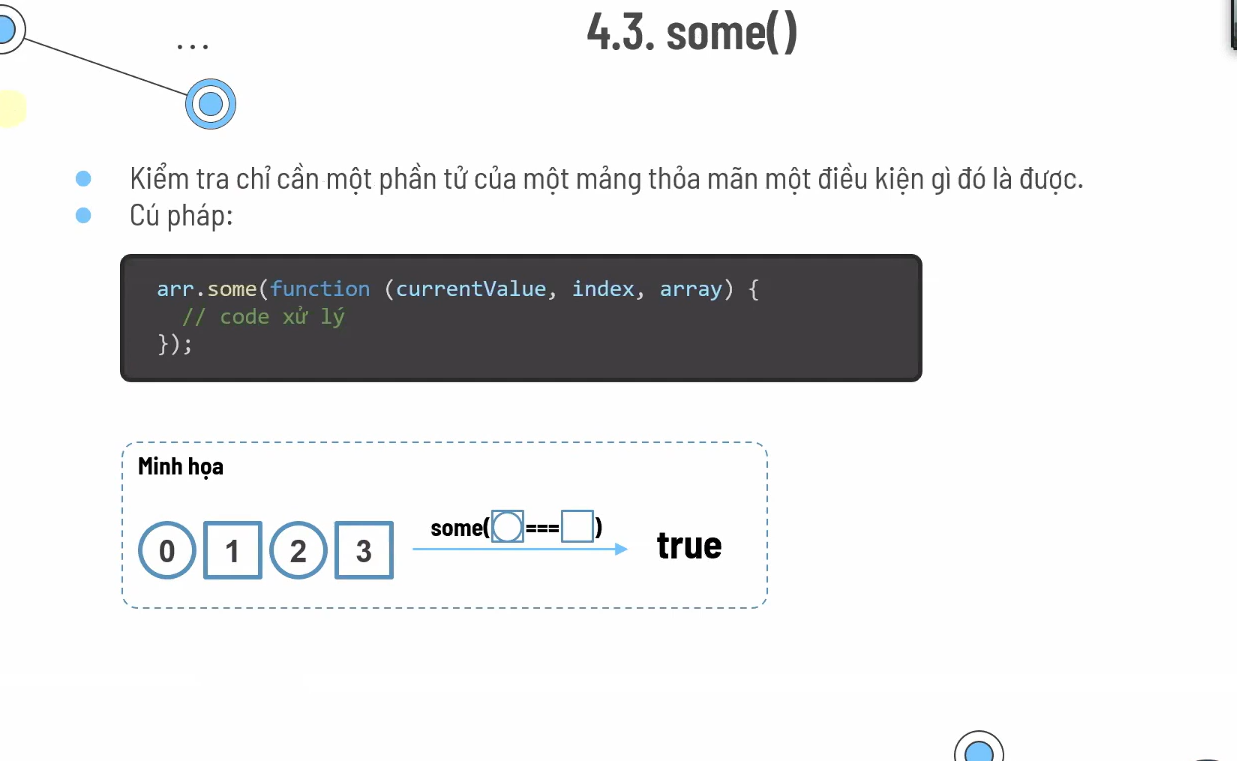 4.3. some()
...
Kiểm tra chỉ cần một phần tử của một mảng thỏa mãn một điều kiện gì đó là được.
Cú pháp:
arr.some(function (currentValue, index, array) {
// code xử lý
});
Minh họa
0 1 2 3
some( === )
true